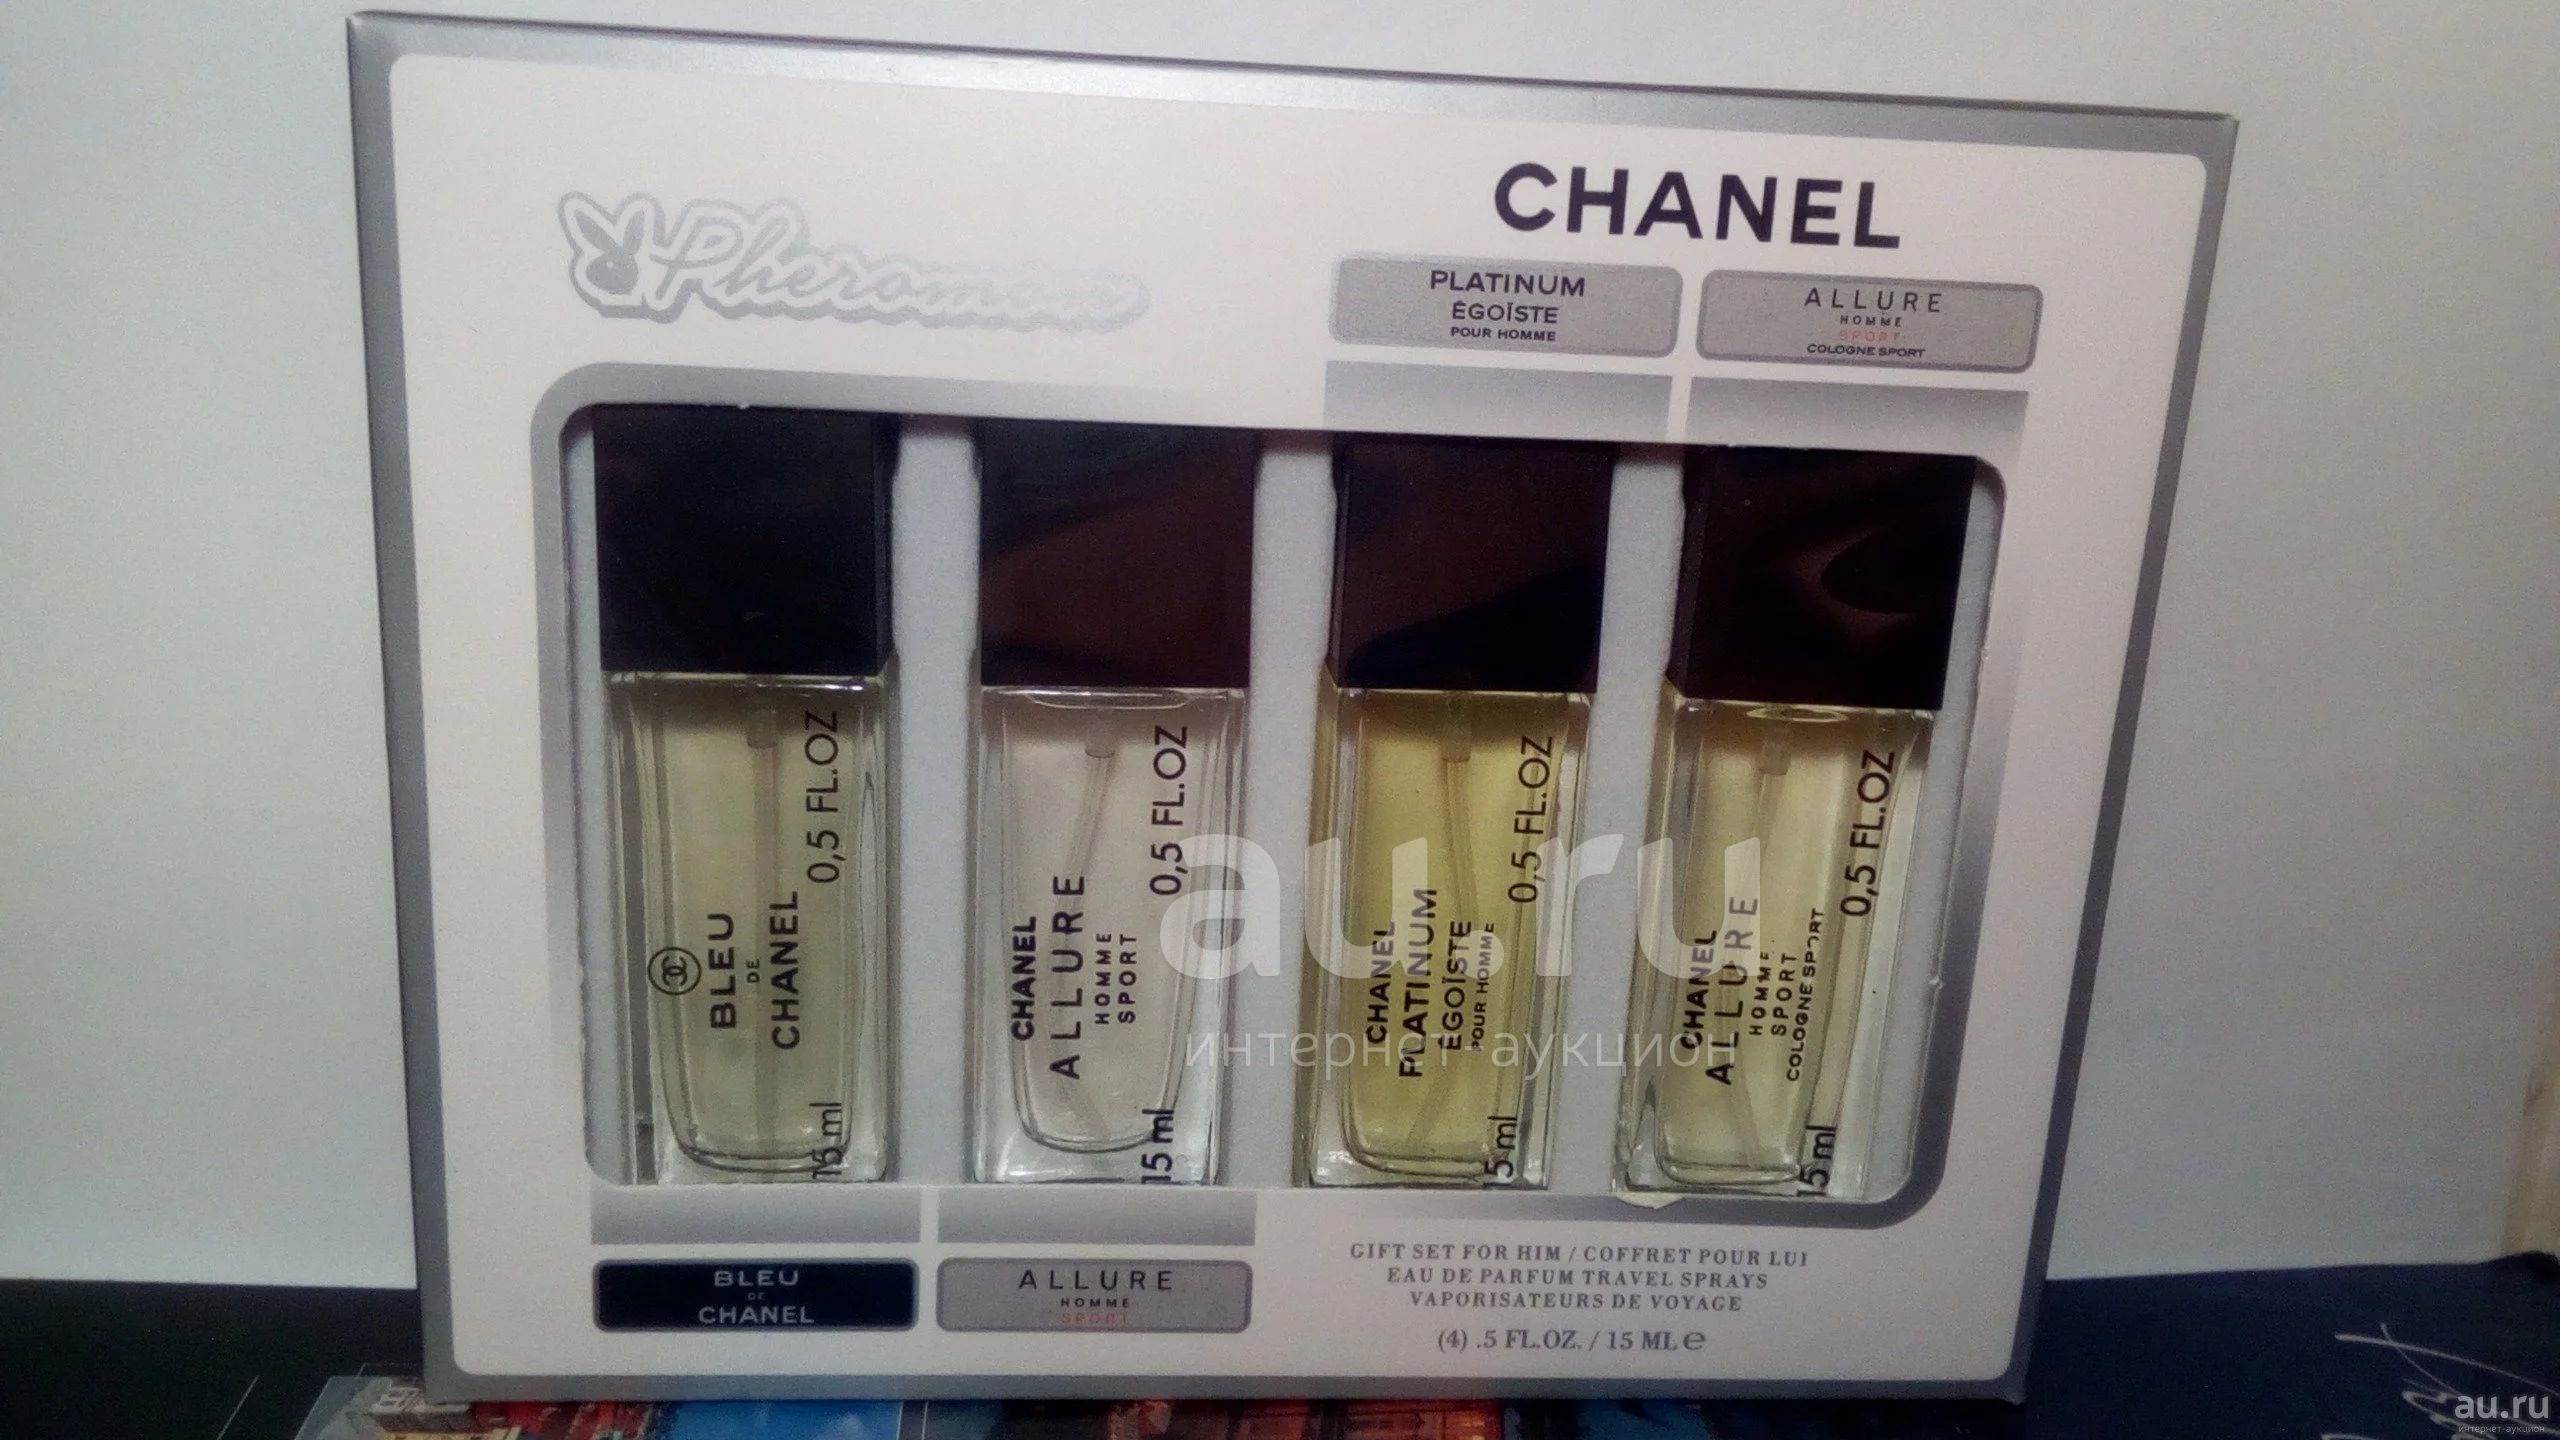 Pheromon
CHANEL
PLATINUM
ÉGOÏSTE
POUR HOMME
ALLURE
HOMME
SPORT
COLOGNE SPORT
BLEU
DE
CHANEL
0,5 FL.OZ
15 ml
CHANEL
ALLURE
HOMME
SPORT
0,5 FL.OZ
15 ml
CHANEL
PLATINUM
ÉGOÏSTE
POUR HOMME
0,5 FL.OZ
15 ml
CHANEL
ALLURE
HOMME
SPORT
COLOGNE SPORT
0,5 FL.OZ
15 ml
au.ru
интернет-аукцион
BLEU
DE
CHANEL
ALLURE
HOMME
SPORT
GIFT SET FOR HIM / COFFRET POUR LUI
EAU DE PARFUM TRAVEL SPRAYS
VAPORISATEURS DE VOYAGE
(4) .5 FL.OZ. / 15 ML ℮
au.ru
интернет-аукцион